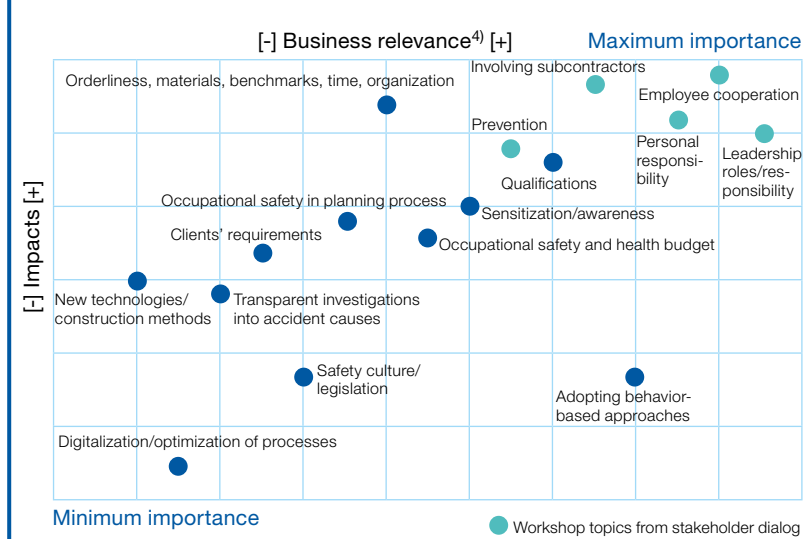 [-] Business relevance4) [+]
Maximum importance
Involving subcontractors
Orderliness, materials, benchmarks, time, organization
Employee cooperation
Prevention
Personal
responsi-
bility
Leadership
roles/res-
ponsibility
Qualifications
Occupational safety in planning process
Sensitization/awareness
Clients’ requirements
Occupational safety and health budget
[-] Impacts [+]
New technologies/
construction methods
Transparent investigations
into accident causes
Safety culture/
legislation
Adopting behavior-
based approaches
Digitalization/optimization of processes
Minimum importance
Workshop topics from stakeholder dialog